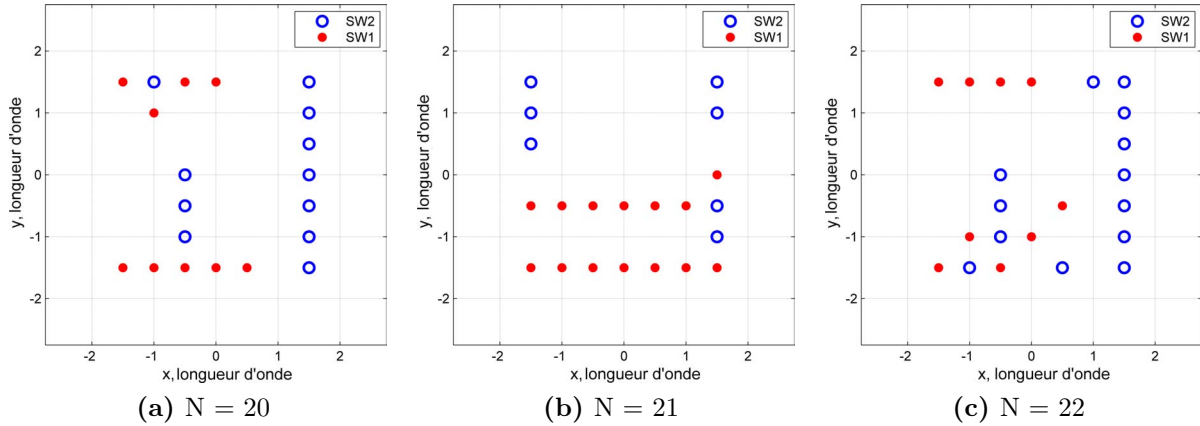 SW2
SW1
2
1
0
-1
-2
y, longueur d'onde
-2 -1 0 1 2
x, longueur d'onde
(a) N = 20
SW2
SW1
2
1
0
-1
-2
y, longueur d'onde
-2 -1 0 1 2
x, longueur d'onde
(b) N = 21
SW2
SW1
2
1
0
-1
-2
y, longueur d'onde
-2 -1 0 1 2
x, longueur d'onde
(c) N = 22